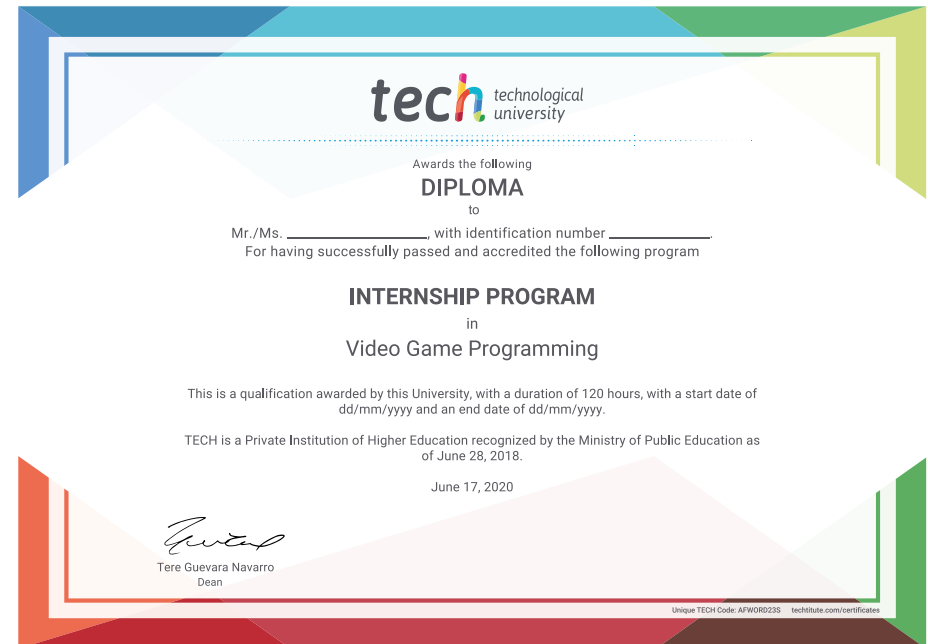 tech technological
university
Awards the following
DIPLOMA
to
Mr./Ms. ____________________, with identification number ______________.
For having successfully passed and accredited the following program
INTERNSHIP PROGRAM
in
Video Game Programming
This is a qualification awarded by this University, with a duration of 120 hours, with a start date of
dd/mm/yyyy and an end date of dd/mm/yyyy.
TECH is a Private Institution of Higher Education recognized by the Ministry of Public Education as
of June 28, 2018.
June 17, 2020
Tere Guevara Navarro
Dean
Unique TECH Code: AFWORD23S techtitute.com/certificates